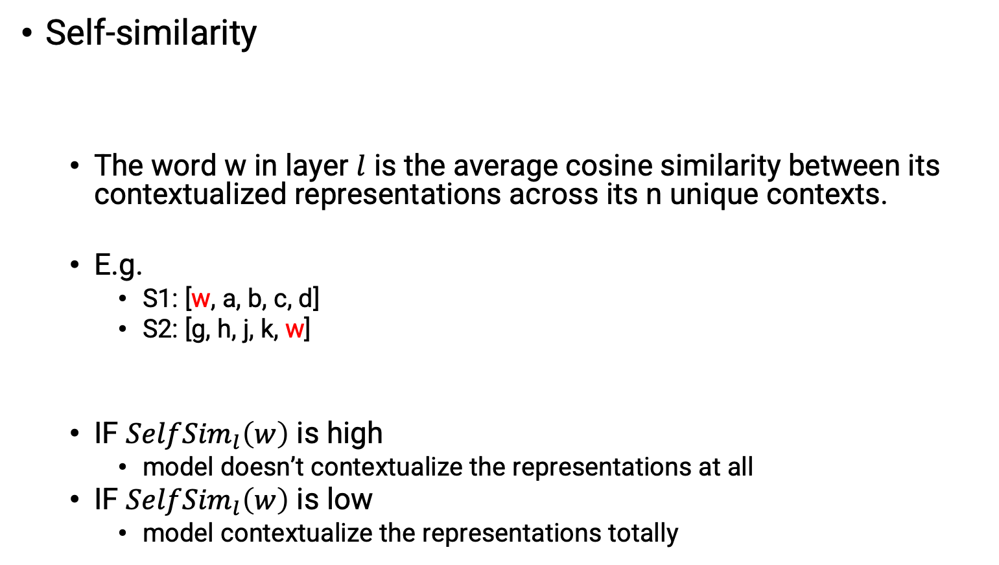 • Self-similarity
• The word w in layer 𝑙 is the average cosine similarity between its
contextualized representations across its n unique contexts.
• E.g.
• S1: [w, a, b, c, d]
• S2: [g, h, j, k, w]
• IF 𝑆𝑒𝑙𝑓𝑆𝑖𝑚ₗ(𝑤) is high
• model doesn’t contextualize the representations at all
• IF 𝑆𝑒𝑙𝑓𝑆𝑖𝑚ₗ(𝑤) is low
• model contextualize the representations totally